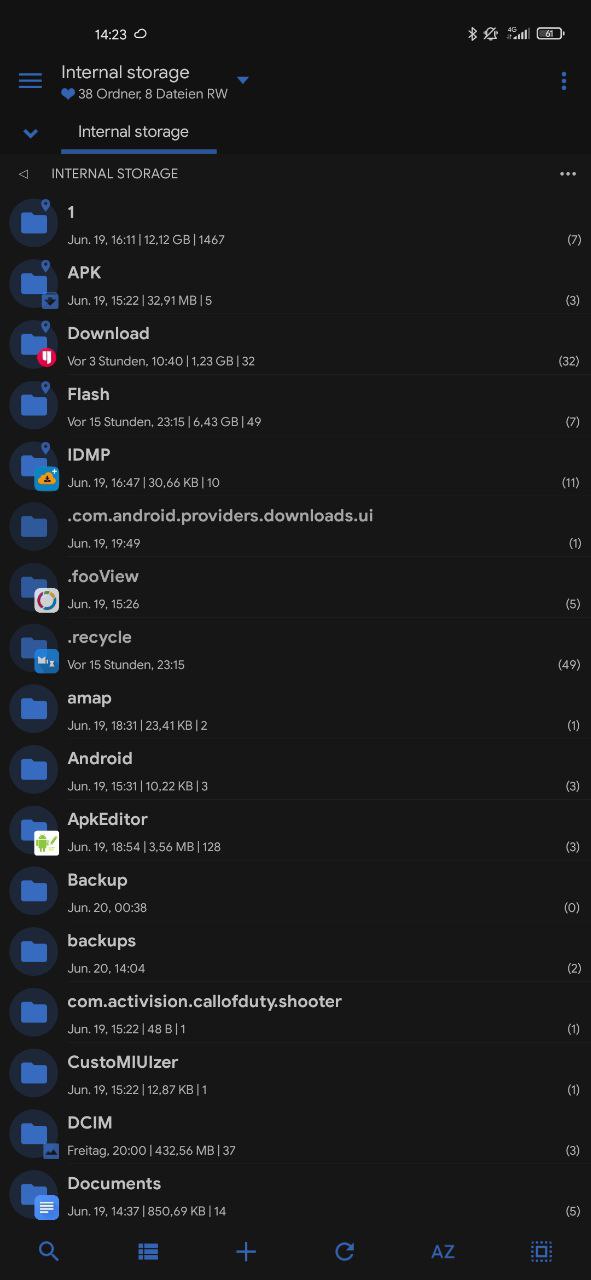 14:23
4G
61
Internal storage
38 Ordner, 8 Dateien RW
Internal storage
INTERNAL STORAGE
1
Jun. 19, 16:11 | 12,12 GB | 1467 (7)
APK
Jun. 19, 15:22 | 32,91 MB | 5 (3)
Download
Vor 3 Stunden, 10:40 | 1,23 GB | 32 (32)
Flash
Vor 15 Stunden, 23:15 | 6,43 GB | 49 (7)
IDMP
Jun. 19, 16:47 | 30,66 KB | 10 (11)
.com.android.providers.downloads.ui
Jun. 19, 19:49 (1)
.fooView
Jun. 19, 15:26 (5)
.recycle
Vor 15 Stunden, 23:15 (49)
amap
Jun. 19, 18:31 | 23,41 KB | 2 (1)
Android
Jun. 19, 15:31 | 10,22 KB | 3 (3)
ApkEditor
Jun. 19, 18:54 | 3,56 MB | 128 (3)
Backup
Jun. 20, 00:38 (0)
backups
Jun. 20, 14:04 (2)
com.activision.callofduty.shooter
Jun. 19, 15:22 | 48 B | 1 (1)
CustoMIUIzer
Jun. 19, 15:22 | 12,87 KB | 1 (1)
DCIM
Freitag, 20:00 | 432,56 MB | 37 (3)
Documents
Jun. 19, 14:37 | 850,69 KB | 14 (5)
AZ